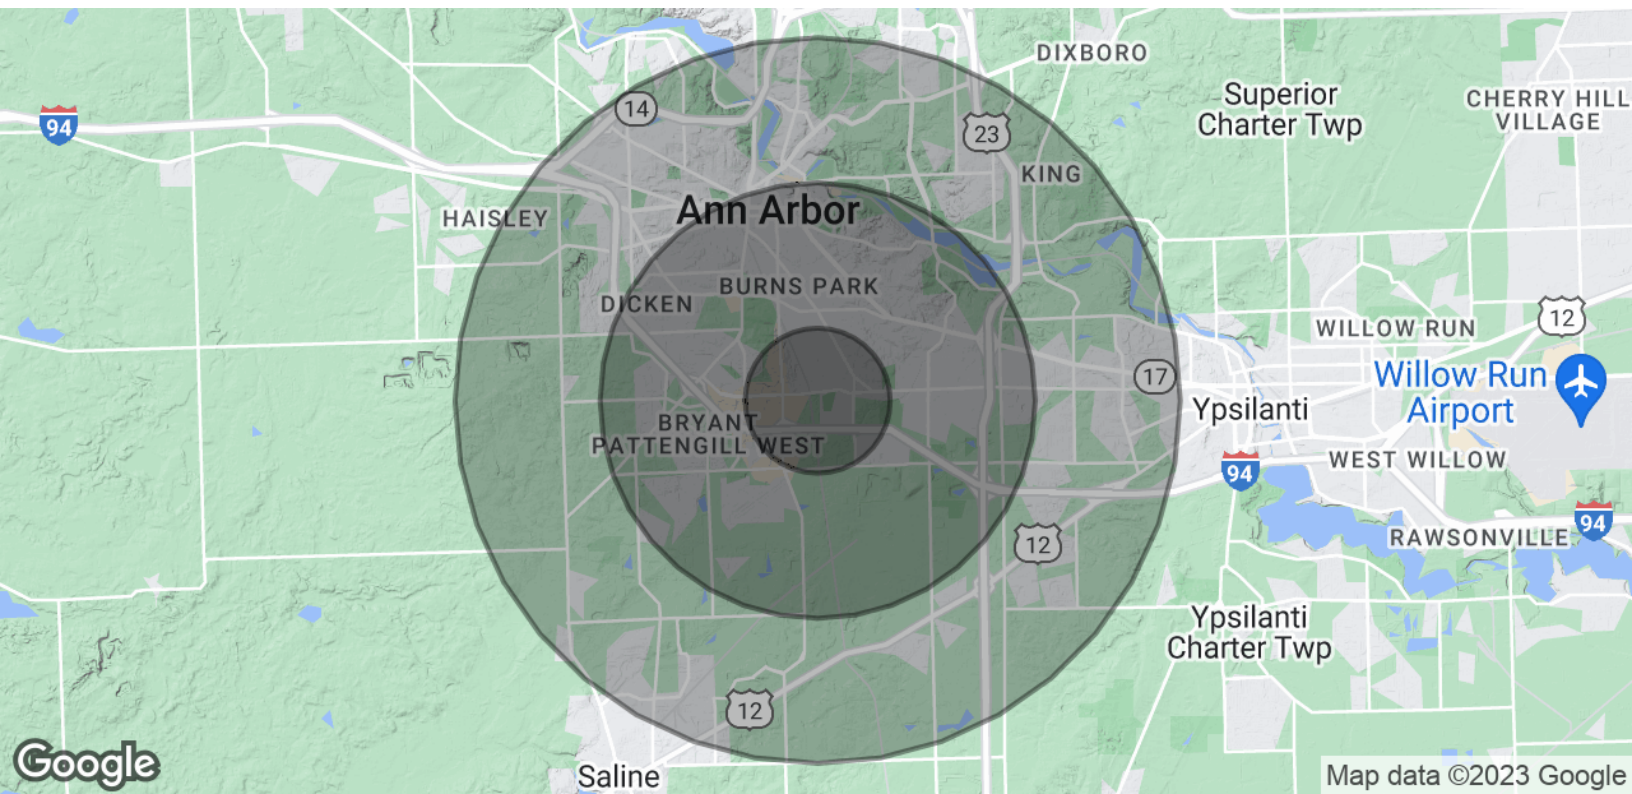 DIXBORO
Superior
Charter Twp
CHERRY HILL
VILLAGE
94
14
23
KING
HAISLEY
Ann Arbor
BURNS PARK
DICKEN
12
WILLOW RUN
Willow Run
Airport
17
Ypsilanti
BRYANT
PATTENGILL WEST
94
WEST WILLOW
94
RAWSONVILLE
12
Ypsilanti
Charter Twp
12
Google
Saline
Map data ©2023 Google